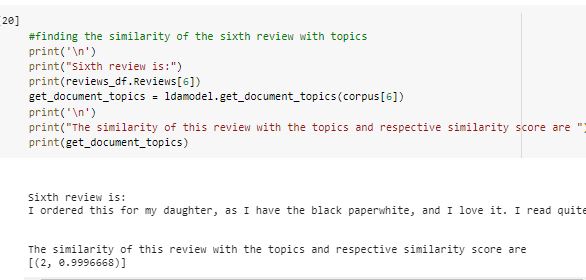 20]
#finding the similarity of the sixth review with topics
print('\n')
print("Sixth review is:")
print(reviews_df.Reviews[6])
get_document_topics = ldamodel.get_document_topics(corpus[6])
print('\n')
print("The similarity of this review with the topics and respective similarity score are "
print(get_document_topics)
Sixth review is:
I ordered this for my daughter, as I have the black paperwhite, and I love it. I read quite
The similarity of this review with the topics and respective similarity score are
[(2, 0.9996668)]